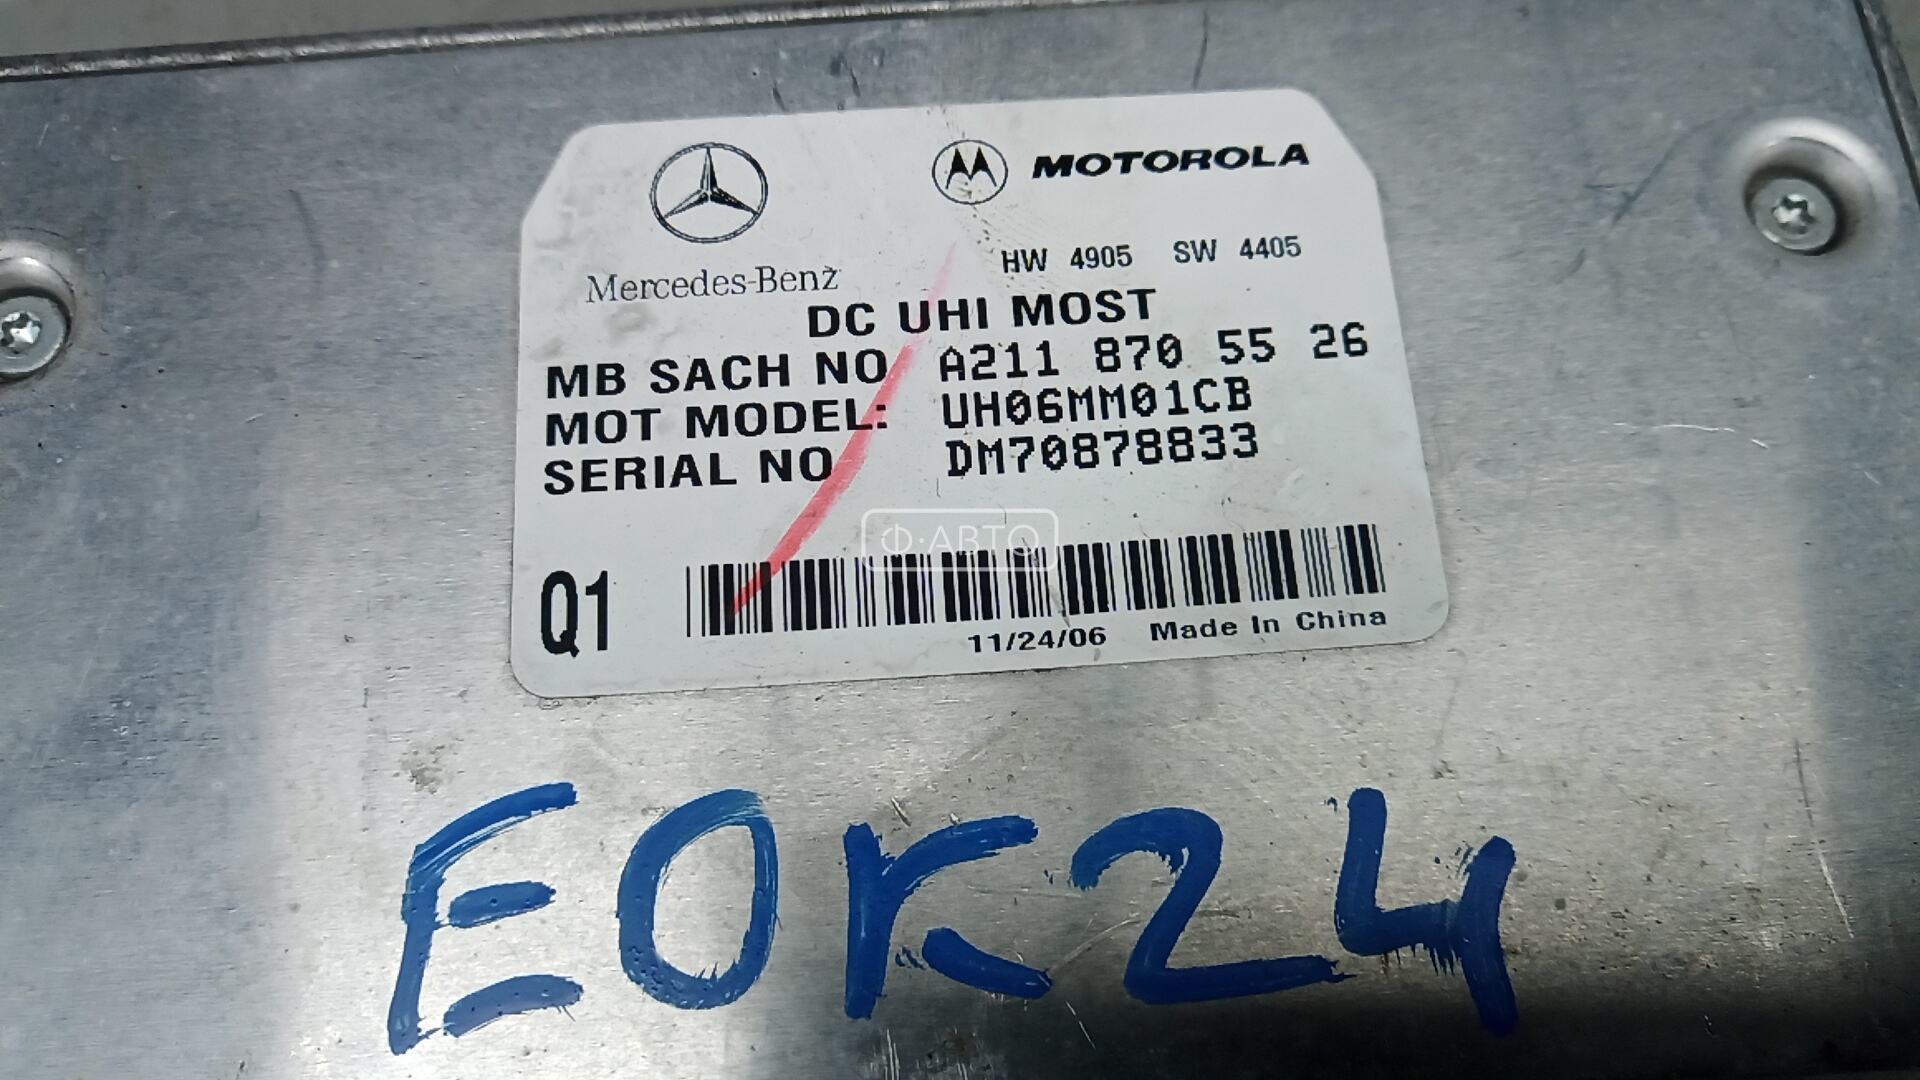 MOTOROLA
Mercedes-Benz
HW 4905 SW 4405
DC UHI MOST
MB SACH NO A211 870 55 26
MOT MODEL: UH06MM01CB
SERIAL NO DM70878833
Ф·АВТО
Q1
11/24/06 Made In China
EOK24